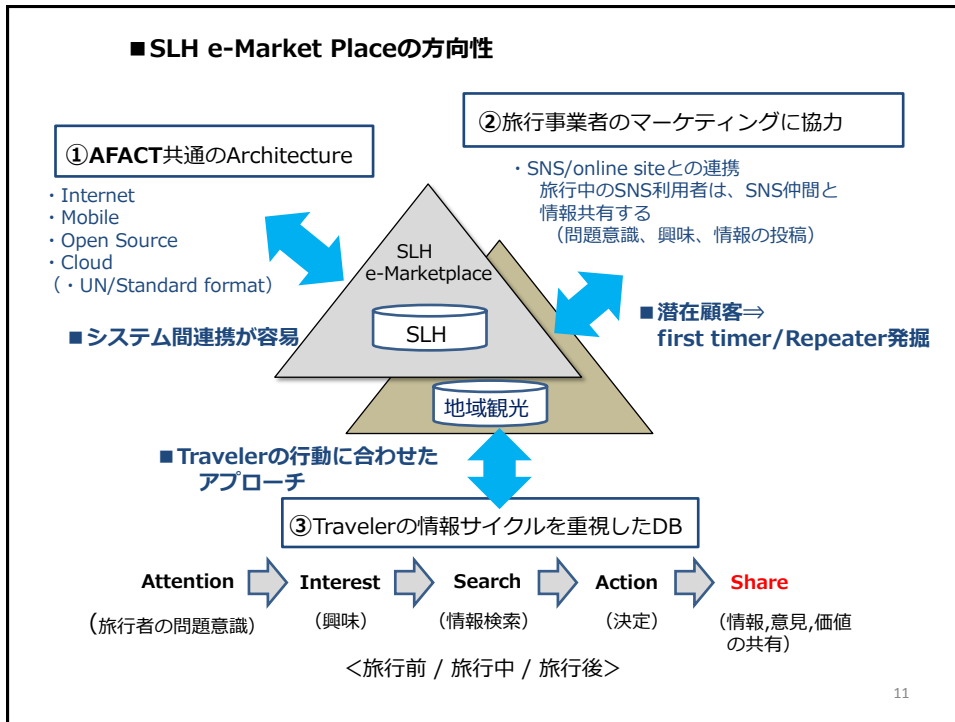 ■SLH e-Market Placeの方向性
①AFACT共通のArchitecture
・Internet
・Mobile
・Open Source
・Cloud
（・UN/Standard format）
■システム間連携が容易
②旅行事業者のマーケティングに協力
・SNS/online siteとの連携
旅行中のSNS利用者は、SNS仲間と
情報共有する
（問題意識、興味、情報の投稿）
■潜在顧客⇒
first timer/Repeater発掘
SLH
e-Marketplace
SLH
地域観光
■Travelerの行動に合わせた
アプローチ
③Travelerの情報サイクルを重視したDB
Attention Interest Search Action Share
（旅行者の問題意識） （興味） （情報検索） （決定） （情報,意見,価値
の共有）
＜旅行前 / 旅行中 / 旅行後＞
11